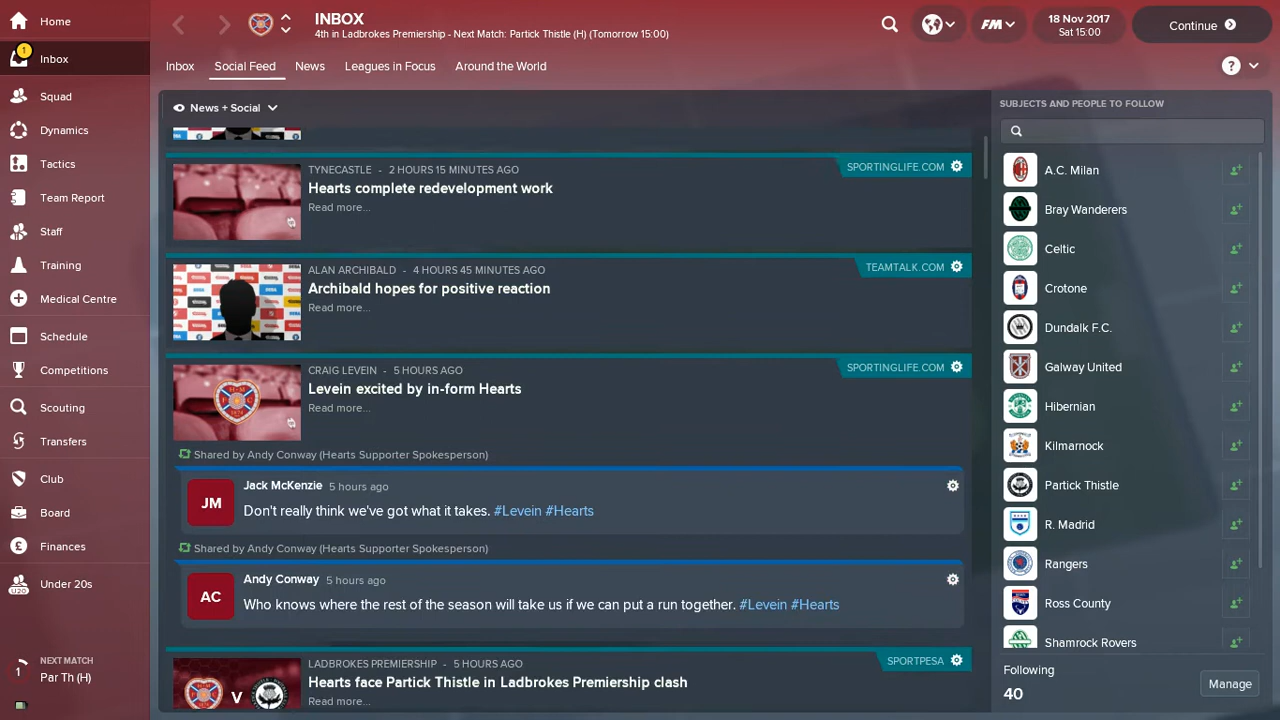 Home
1
Inbox
Squad
Dynamics
Tactics
Team Report
Staff
Training
Medical Centre
Schedule
Competitions
Scouting
Transfers
Club
Board
Finances
U20
Under 20s
NEXT MATCH
1
Par Th (H)
INBOX
4th in Ladbrokes Premiership - Next Match: Partick Thistle (H) (Tomorrow 15:00)
FM
18 Nov 2017
Sat 15:00
Continue
Inbox
Social Feed
News
Leagues in Focus
Around the World
?
News + Social
TYNECASTLE - 2 HOURS 15 MINUTES AGO
SPORTINGLIFE.COM
Hearts complete redevelopment work
Read more...
ALAN ARCHIBALD - 4 HOURS 45 MINUTES AGO
TEAMTALK.COM
Archibald hopes for positive reaction
Read more...
CRAIG LEVEIN - 5 HOURS AGO
SPORTINGLIFE.COM
Levein excited by in-form Hearts
Read more...
Shared by Andy Conway (Hearts Supporter Spokesperson)
JM
Jack McKenzie 5 hours ago
Don't really think we've got what it takes. #Levein #Hearts
Shared by Andy Conway (Hearts Supporter Spokesperson)
AC
Andy Conway 5 hours ago
Who knows where the rest of the season will take us if we can put a run together. #Levein #Hearts
LADBROKES PREMIERSHIP - 5 HOURS AGO
SPORTPESA
Hearts face Partick Thistle in Ladbrokes Premiership clash
Read more...
V
SUBJECTS AND PEOPLE TO FOLLOW
A.C. Milan
Bray Wanderers
Celtic
Crotone
Dundalk F.C.
Galway United
Hibernian
Kilmarnock
Partick Thistle
R. Madrid
Rangers
Ross County
Shamrock Rovers
Following
40
Manage